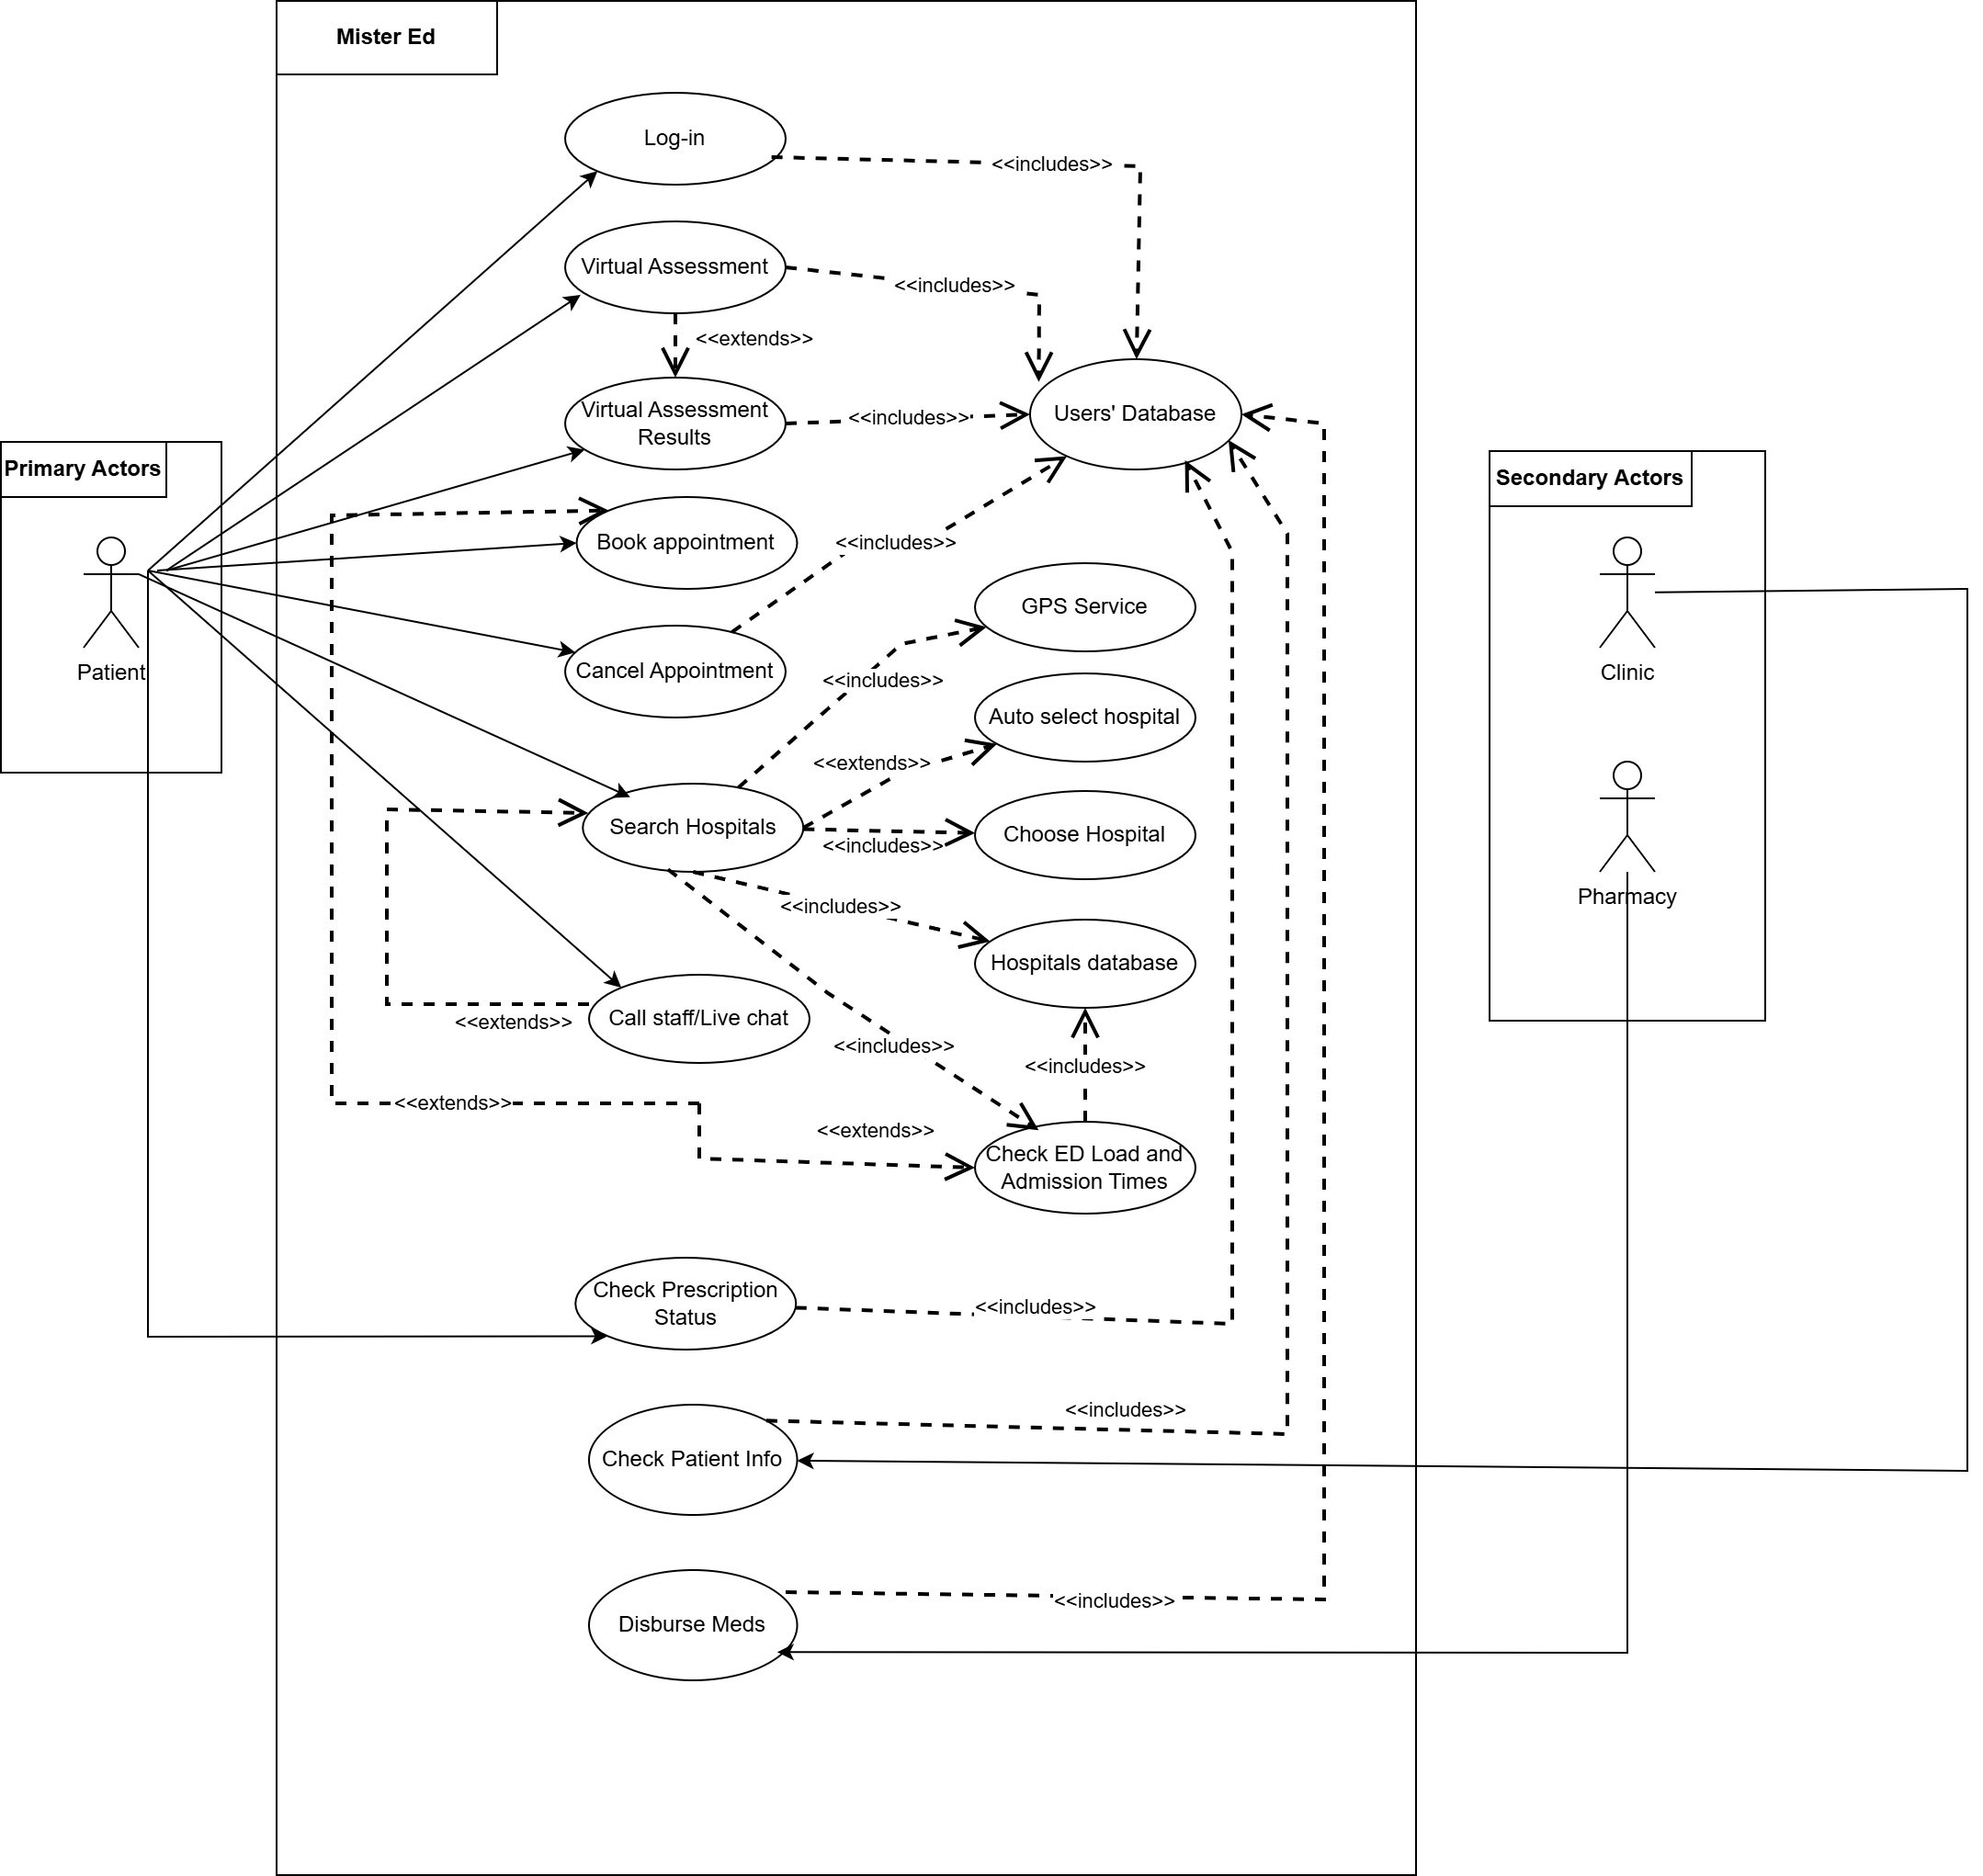 Mister Ed
Log-in
<<includes>>
Virtual Assessment
<<includes>>
<<extends>>
Virtual Assessment
Results
<<includes>>
Users' Database
Primary Actors
Secondary Actors
Book appointment
<<includes>>
GPS Service
Patient
Clinic
Cancel Appointment
<<includes>>
Auto select hospital
<<extends>>
Search Hospitals
Choose Hospital
<<includes>>
Pharmacy
<<includes>>
Hospitals database
Call staff/Live chat
<<extends>>
<<includes>>
<<includes>>
<<extends>>
<<extends>>
Check ED Load and
Admission Times
Check Prescription
Status
<<includes>>
<<includes>>
Check Patient Info
<<includes>>
Disburse Meds